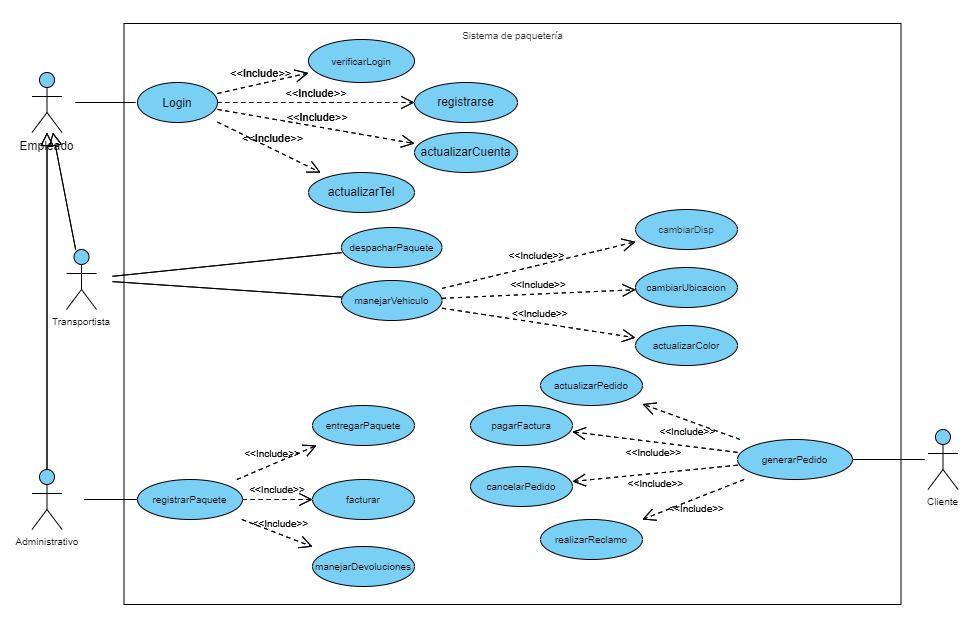 Sistema de paquetería
verificarLogin
<<Include>>
<<Include>>
Login
registrarse
<<Include>>
Empleado
<<Include>>
actualizarCuenta
actualizarTel
cambiarDisp
despacharPaquete
<<Include>>
<<Include>>
cambiarUbicacion
manejarVehiculo
<<Include>>
Transportista
actualizarColor
actualizarPedido
entregarPaquete
pagarFactura
<<Include>>
<<Include>>
<<Include>>
generarPedido
<<Include>>
cancelarPedido
<<Include>>
registrarPaquete
facturar
Cliente
<<Include>>
<<Include>>
Administrativo
realizarReclamo
manejarDevoluciones